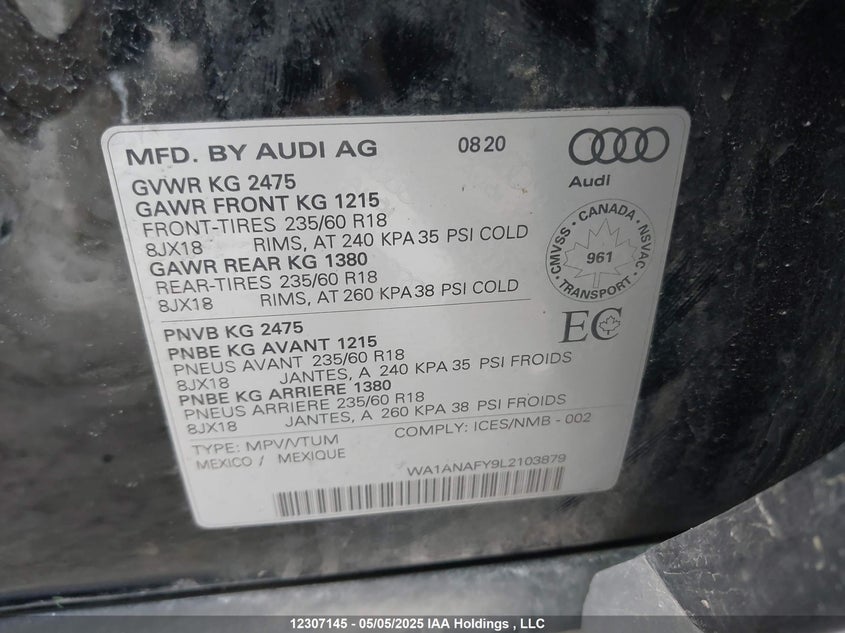 MFD. BY AUDI AG 0820
Audi
GVWR KG 2475
GAWR FRONT KG 1215
FRONT-TIRES 235/60 R18
8JX18 RIMS, AT 240 KPA 35 PSI COLD
GAWR REAR KG 1380
REAR-TIRES 235/60 R18
8JX18 RIMS, AT 260 KPA 38 PSI COLD
CMVSS · CANADA · NSVAC · TRANSPORT ·
961
EC
PNVB KG 2475
PNBE KG AVANT 1215
PNEUS AVANT 235/60 R18
8JX18 JANTES, A 240 KPA 35 PSI FROIDS
PNBE KG ARRIERE 1380
PNEUS ARRIERE 235/60 R18
8JX18 JANTES, A 260 KPA 38 PSI FROIDS
TYPE: MPV/VTUM COMPLY: ICES/NMB - 002
MEXICO / MEXIQUE
WA1ANAFY9L2103879
12307145 - 05/05/2025 IAA Holdings , LLC